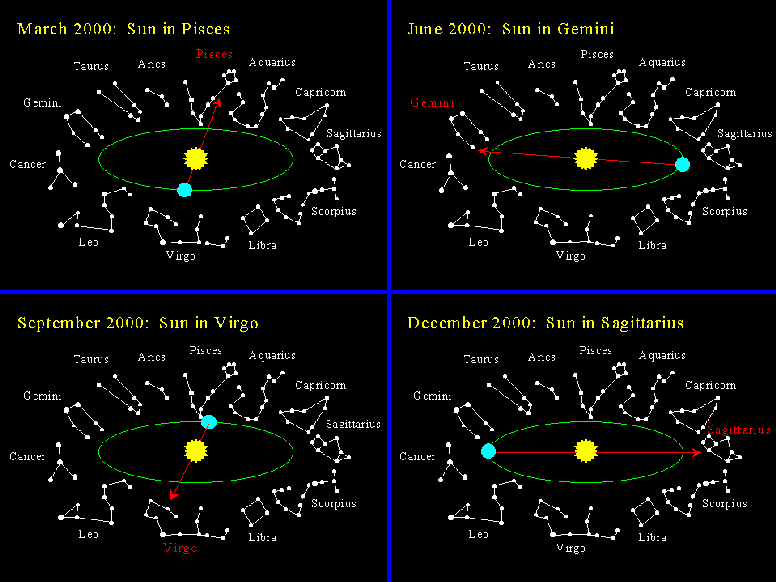 March 2000: Sun in Pisces
Pisces
Taurus
Aries
Aquarius
Capricorn
Gemini
Sagittarius
Cancer
Scorpius
Leo
Libra
Virgo
June 2000: Sun in Gemini
Pisces
Taurus
Aries
Aquarius
Capricorn
Gemini
Sagittarius
Cancer
Scorpius
Leo
Libra
Virgo
September 2000: Sun in Virgo
Pisces
Taurus
Aries
Aquarius
Capricorn
Gemini
Sagittarius
Cancer
Scorpius
Leo
Libra
Virgo
December 2000: Sun in Sagittarius
Pisces
Taurus
Aries
Aquarius
Capricorn
Gemini
Sagittarius
Cancer
Scorpius
Leo
Libra
Virgo